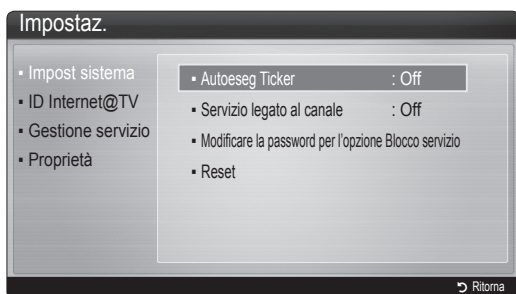 Impostaz.
▪ Impost sistema
▪ ID Internet@TV
▪ Gestione servizio
▪ Proprietà
▪ Autoeseg Ticker : Off
▪ Servizio legato al canale : Off
▪ Modificare la password per l'opzione Blocco servizio
▪ Reset
Ritorna